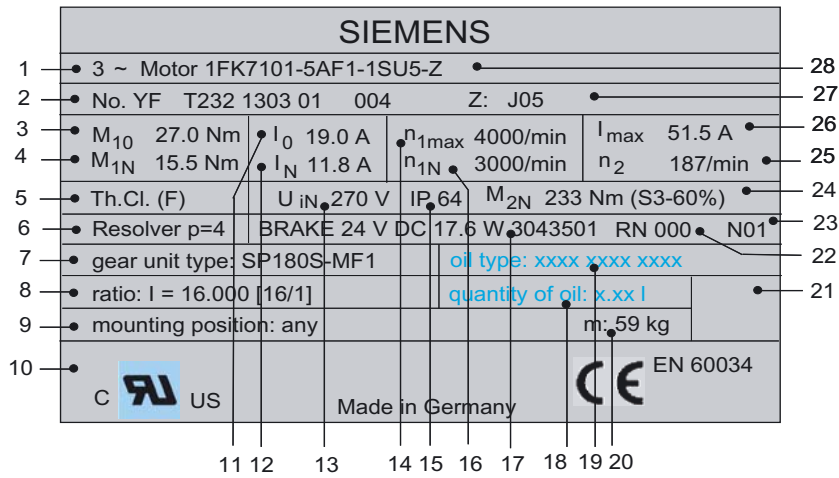 SIEMENS
1 3 ~ Motor 1FK7101-5AF1-1SU5-Z 28
2 No. YF T232 1303 01 004 Z: J05 27
3 M10 27.0 Nm I0 19.0 A n1max 4000/min Imax 51.5 A 26
4 M1N 15.5 Nm IN 11.8 A n1N 3000/min n2 187/min 25
5 Th.Cl. (F) U iN 270 V IP 64 M2N 233 Nm (S3-60%) 24
6 Resolver p=4 BRAKE 24 V DC 17.6 W 3043501 RN 000 N01 23
22
7 gear unit type: SP180S-MF1 oil type: xxxx xxxx xxxx
8 ratio: I = 16.000 [16/1] quantity of oil: x.xx l 21
9 mounting position: any m: 59 kg
10 C RU US CE EN 60034
Made in Germany
11 12 13 14 15 16 17 18 19 20